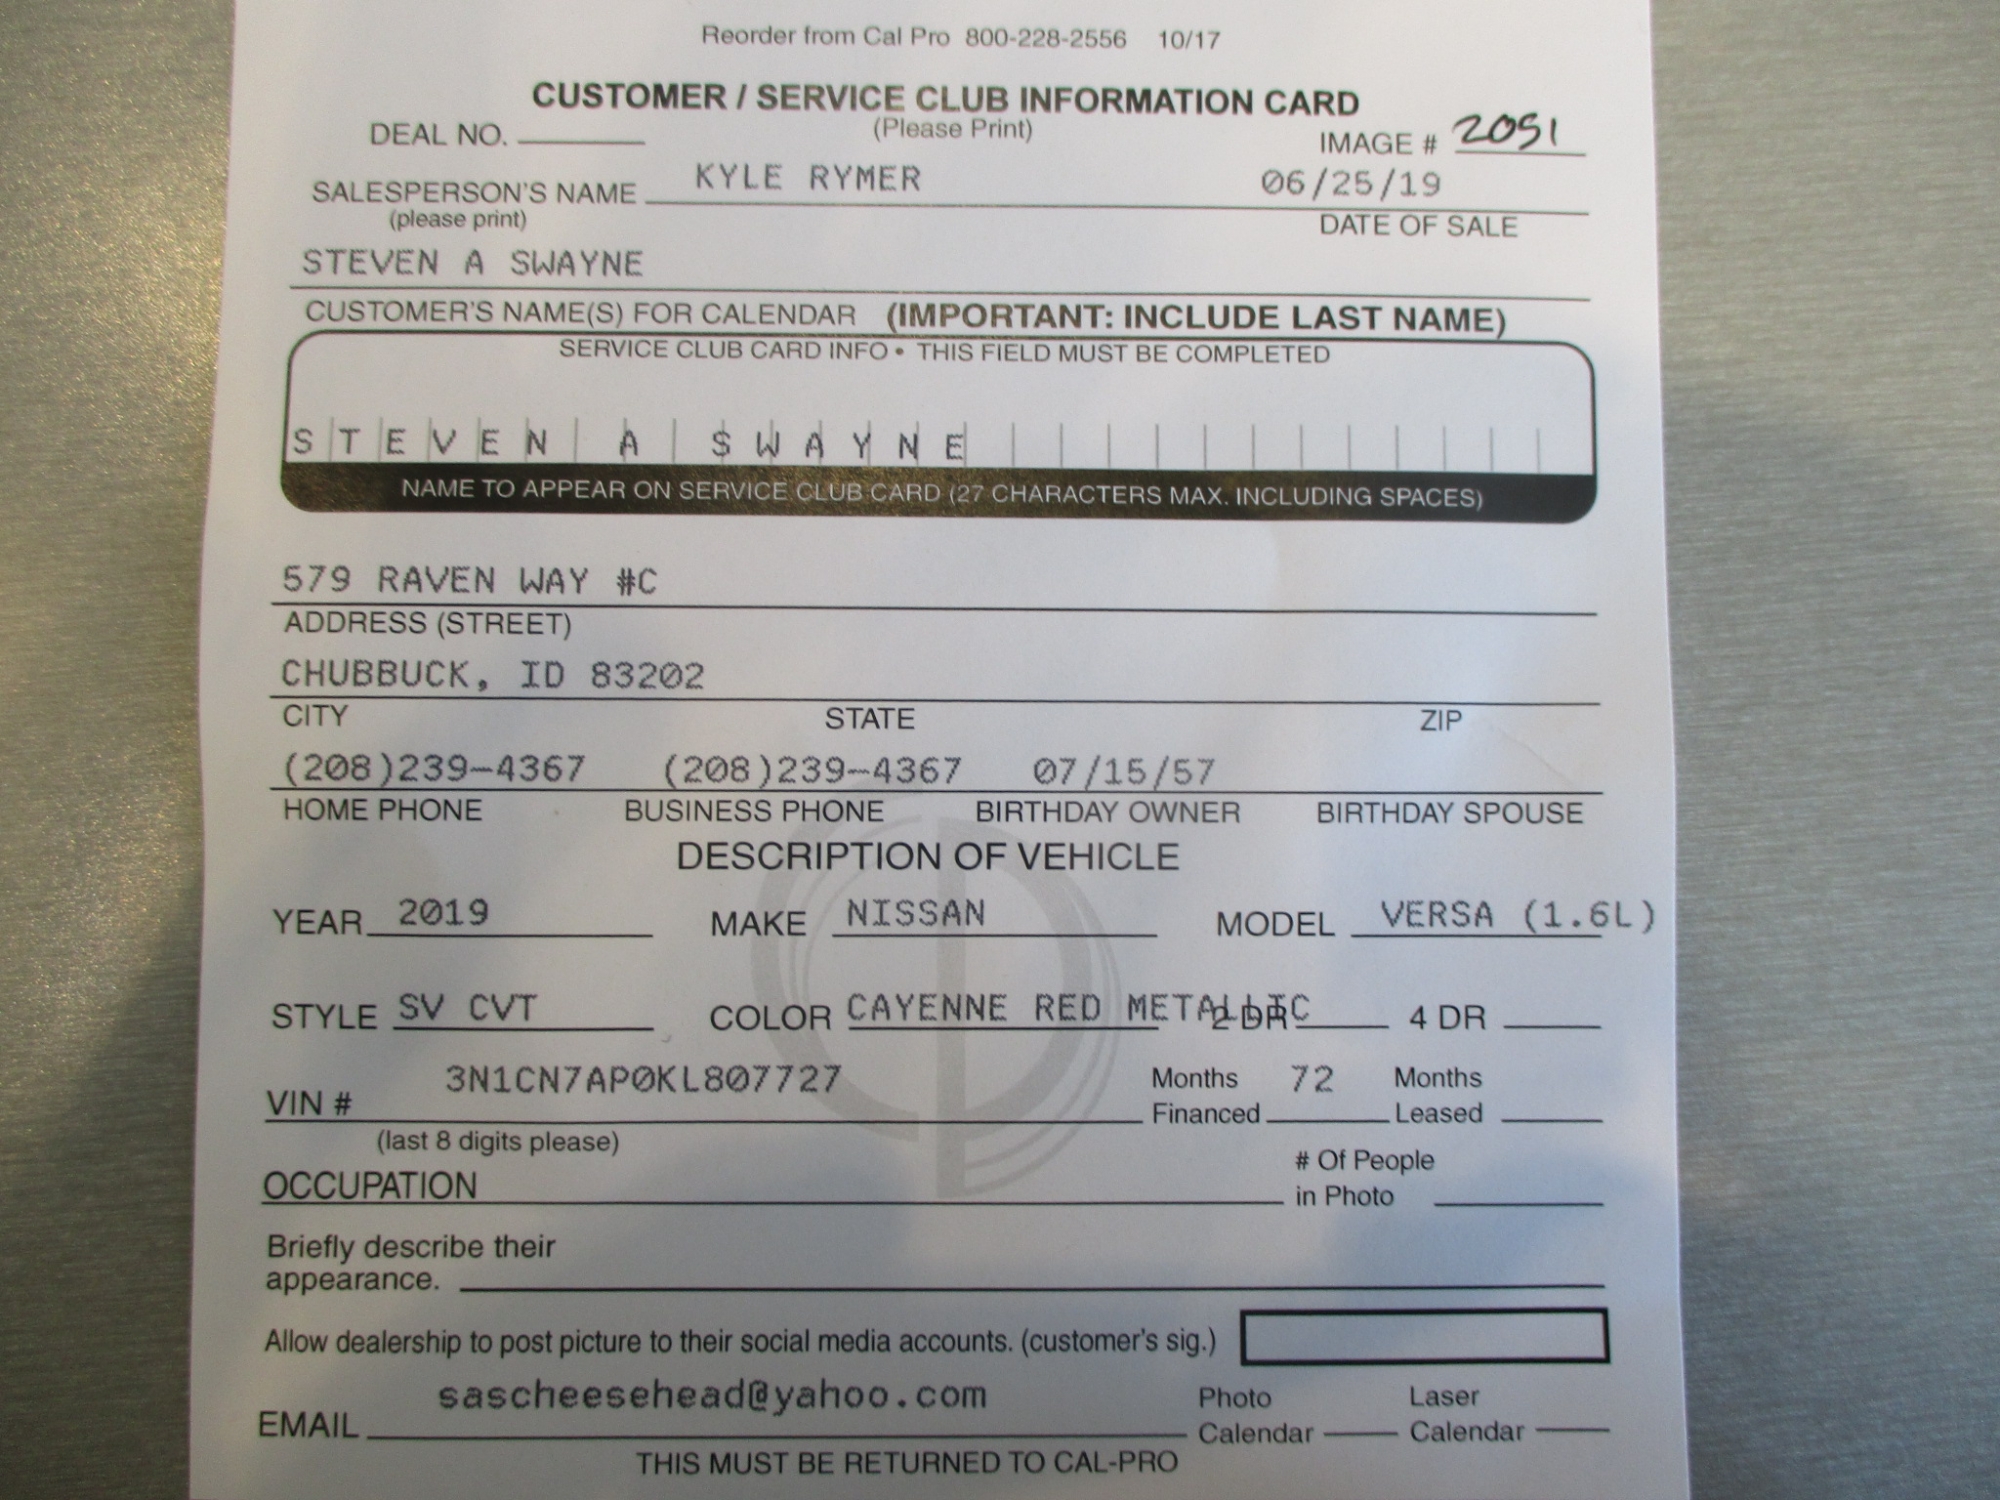 Reorder from Cal Pro 800-228-2556 10/17
CUSTOMER / SERVICE CLUB INFORMATION CARD
(Please Print)
DEAL NO.
IMAGE # 2051
SALESPERSON'S NAME KYLE RYMER 06/25/19
(please print) DATE OF SALE
STEVEN A SWAYNE
CUSTOMER'S NAME(S) FOR CALENDAR (IMPORTANT: INCLUDE LAST NAME)
SERVICE CLUB CARD INFO • THIS FIELD MUST BE COMPLETED
STEVEN A SWAYNE
NAME TO APPEAR ON SERVICE CLUB CARD (27 CHARACTERS MAX. INCLUDING SPACES)
579 RAVEN WAY #C
ADDRESS (STREET)
CHUBBUCK, ID 83202
CITY STATE ZIP
(208)239-4367 (208)239-4367 07/15/57
HOME PHONE BUSINESS PHONE BIRTHDAY OWNER BIRTHDAY SPOUSE
DESCRIPTION OF VEHICLE
YEAR 2019 MAKE NISSAN MODEL VERSA (1.6L)
STYLE SV CVT COLOR CAYENNE RED METALLIC 2 DR 4 DR
VIN # 3N1CN7AP0KL807727 Months Financed 72 Months Leased
(last 8 digits please)
OCCUPATION # Of People in Photo
Briefly describe their
appearance.
Allow dealership to post picture to their social media accounts. (customer's sig.)
EMAIL sascheesehead@yahoo.com Photo Calendar Laser Calendar
THIS MUST BE RETURNED TO CAL-PRO